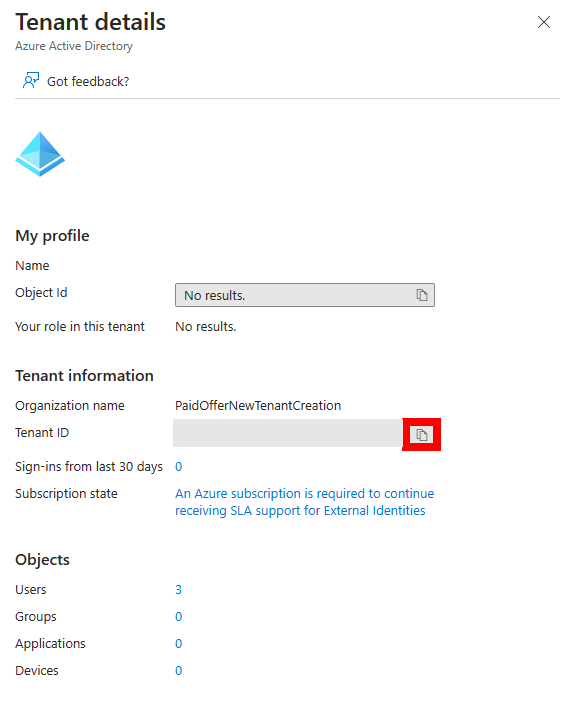 Tenant details
Azure Active Directory
Got feedback?
My profile
Name
Object Id No results.
Your role in this tenant No results.
Tenant information
Organization name PaidOfferNewTenantCreation
Tenant ID
Sign-ins from last 30 days 0
Subscription state An Azure subscription is required to continue
receiving SLA support for External Identities
Objects
Users 3
Groups 0
Applications 0
Devices 0